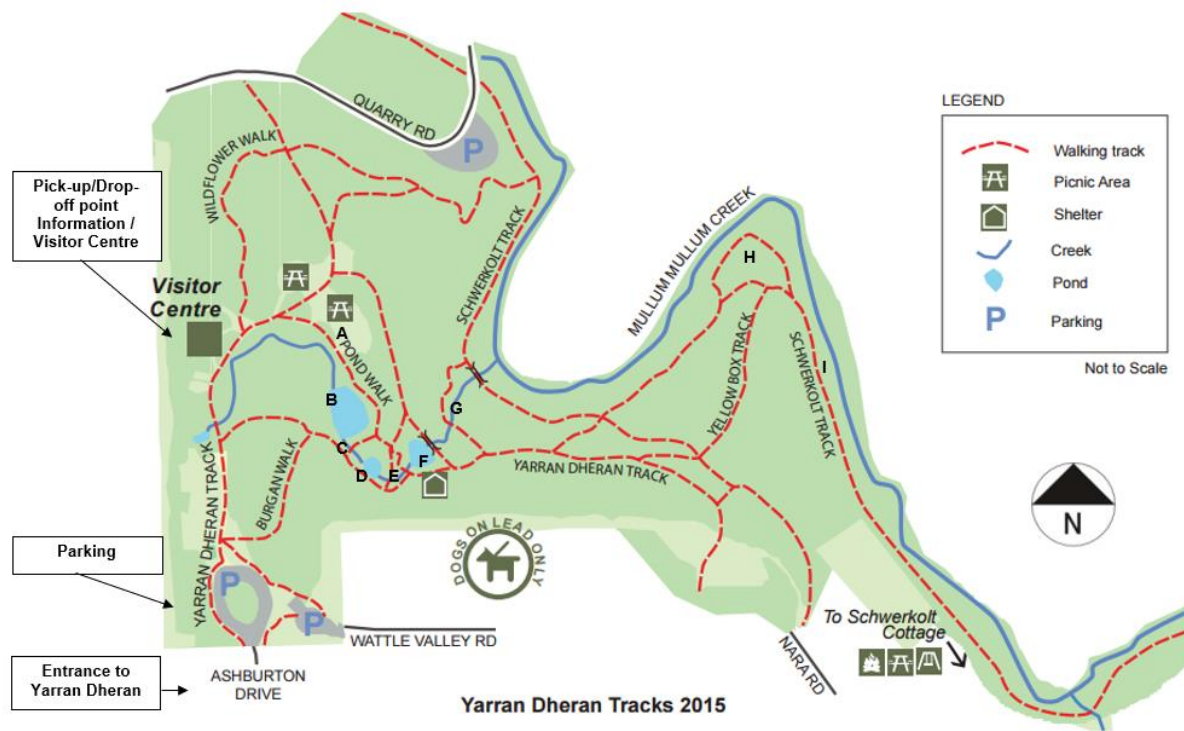 QUARRY RD
P
WILDFLOWER WALK
Pick-up/Drop-
off point
Information /
Visitor Centre
Visitor
Centre
SCHWERKOLT TRACK
MULLUM MULLUM CREEK
H
A
POND WALK
B
G
C
D
E
F
YELLOW BOX TRACK
SCHWERKOLT TRACK
I
YARRAN DHERAN TRACK
BURGAN WALK
YARRAN DHERAN TRACK
DOGS ON LEAD ONLY
Parking
P
P
WATTLE VALLEY RD
Entrance to
Yarran Dheran
ASHBURTON
DRIVE
NARA RD
To Schwerkolt
Cottage
LEGEND
Walking track
Picnic Area
Shelter
Creek
Pond
P Parking
Not to Scale
N
Yarran Dheran Tracks 2015